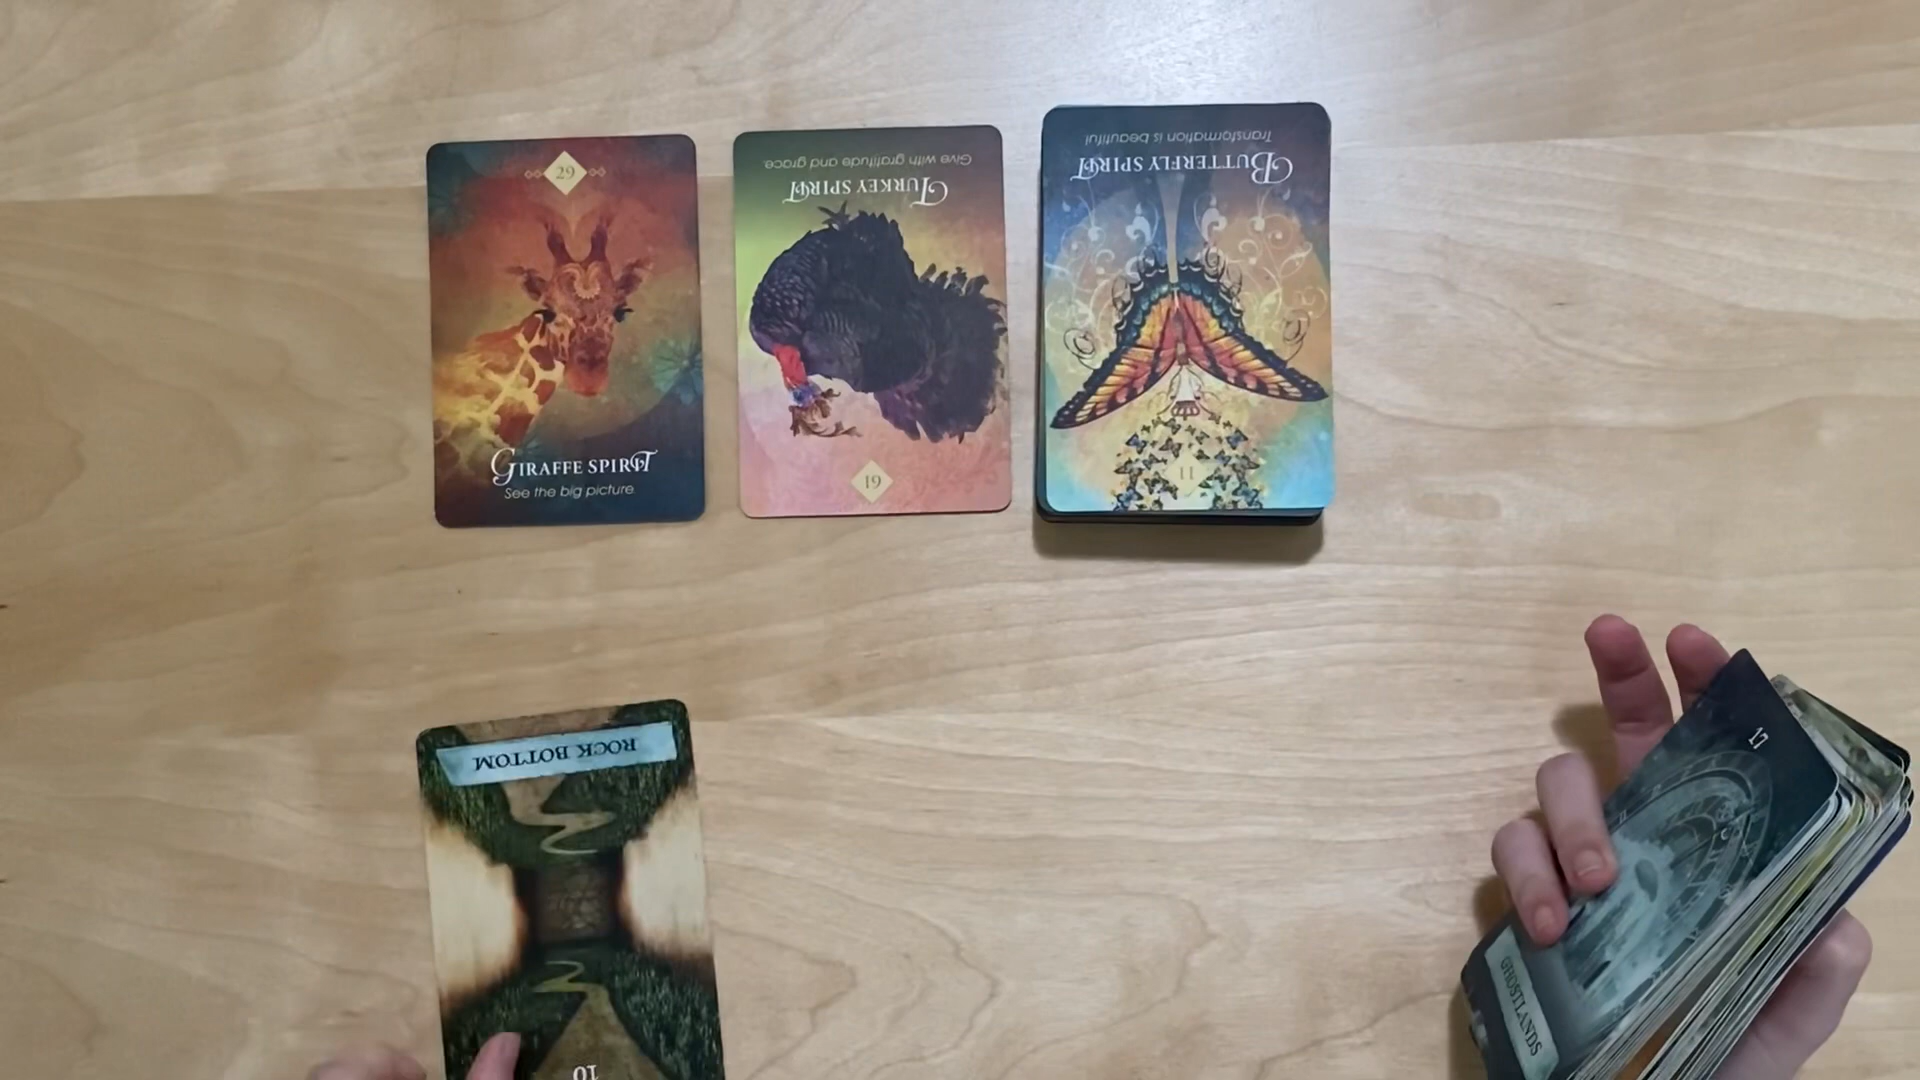 29
GIRAFFE SPIRIT
See the big picture
Give with gratitude and grace
TURKEY SPIRIT
19
Transformation is beautiful!
BUTTERFLY SPIRIT
11
ROCK BOTTOM
10
17
GHOSTLANDS